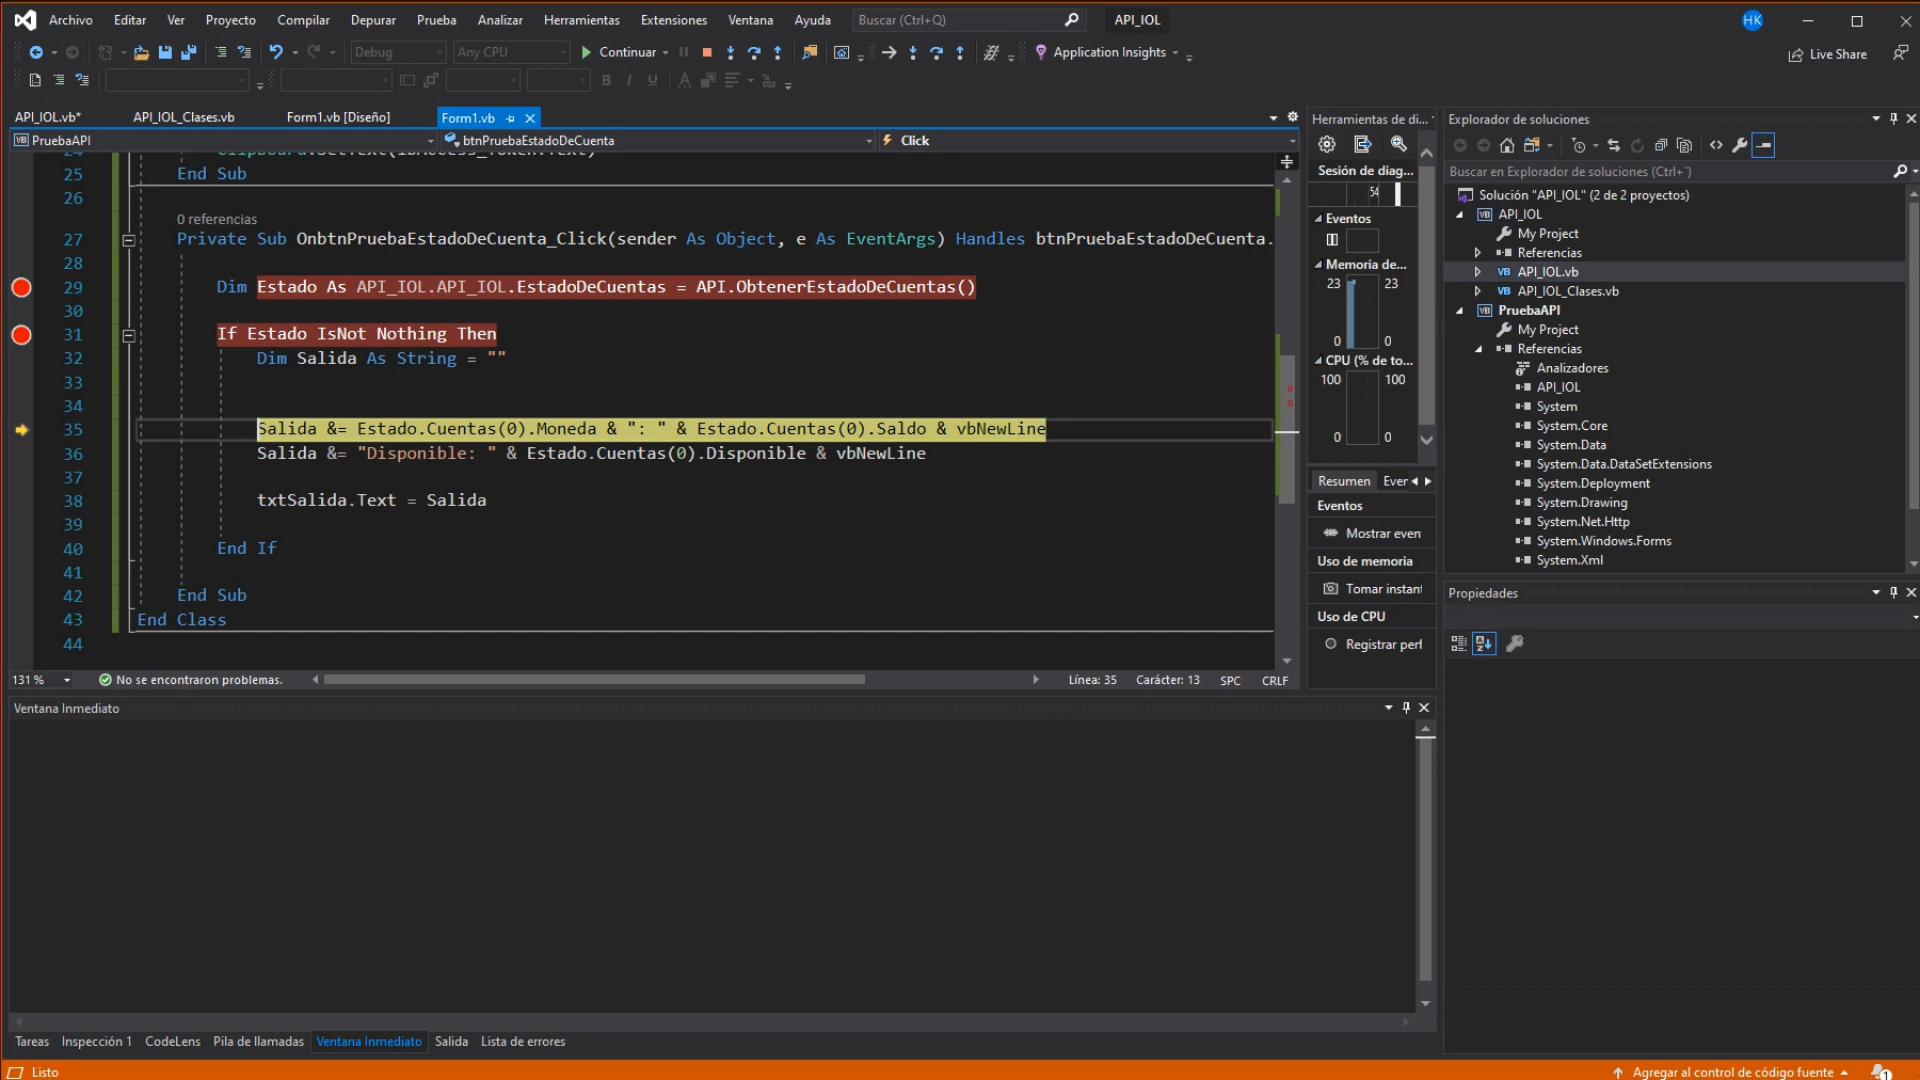 Archivo Editar Ver Proyecto Compilar Depurar Prueba Analizar Herramientas Extensiones Ventana Ayuda Buscar (Ctrl+Q) API_IOL HK
Debug Any CPU Continuar Application Insights Live Share
API_IOL.vb* API_IOL_Clases.vb Form1.vb [Diseño] Form1.vb
PruebaAPI btnPruebaEstadoDeCuenta Click
25 End Sub
26
0 referencias
27 Private Sub OnbtnPruebaEstadoDeCuenta_Click(sender As Object, e As EventArgs) Handles btnPruebaEstadoDeCuenta.
28
29 Dim Estado As API_IOL.API_IOL.EstadoDeCuentas = API.ObtenerEstadoDeCuentas()
30
31 If Estado IsNot Nothing Then
32 Dim Salida As String = ""
33
34
35 Salida &= Estado.Cuentas(0).Moneda & ": " & Estado.Cuentas(0).Saldo & vbNewLine
36 Salida &= "Disponible: " & Estado.Cuentas(0).Disponible & vbNewLine
37
38 txtSalida.Text = Salida
39
40 End If
41
42 End Sub
43 End Class
44
131 % No se encontraron problemas. Línea: 35 Carácter: 13 SPC CRLF
Herramientas de di...
Sesión de diag...
54
Eventos
Memoria de...
23 23
0 0
CPU (% de to...
100 100
0 0
Resumen Ever
Eventos
Mostrar even
Uso de memoria
Tomar instant
Uso de CPU
Registrar perf
Explorador de soluciones
Buscar en Explorador de soluciones (Ctrl+¨)
Solución "API_IOL" (2 de 2 proyectos)
API_IOL
My Project
Referencias
API_IOL.vb
API_IOL_Clases.vb
PruebaAPI
My Project
Referencias
Analizadores
API_IOL
System
System.Core
System.Data
System.Data.DataSetExtensions
System.Deployment
System.Drawing
System.Net.Http
System.Windows.Forms
System.Xml
Propiedades
Ventana Inmediato
Tareas Inspección 1 CodeLens Pila de llamadas Ventana Inmediato Salida Lista de errores
Listo Agregar al control de código fuente 1